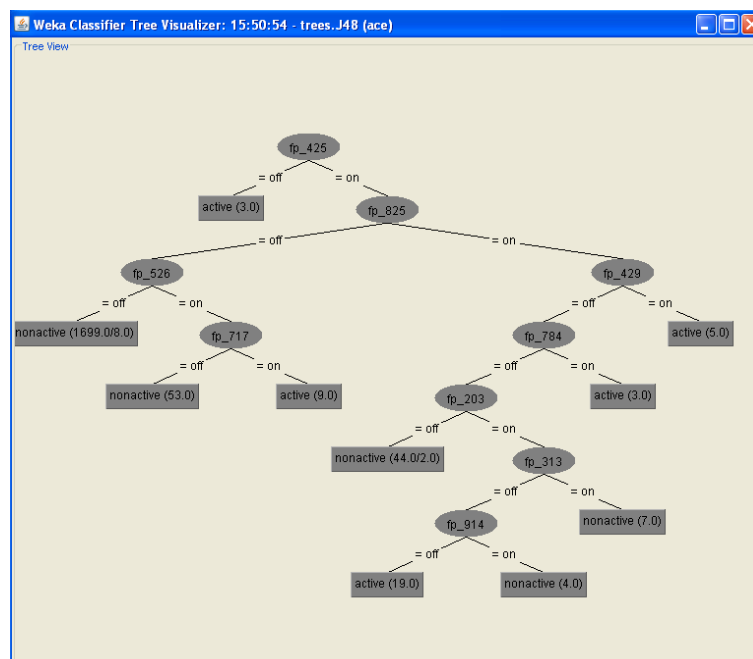 Weka Classifier Tree Visualizer: 15:50:54 - trees.J48 (ace)
Tree View
fp_425
= off
= on
active (3.0)
fp_825
= off
= on
fp_526
fp_429
= off
= on
= off
= on
nonactive (1699.0/8.0)
fp_717
fp_784
active (5.0)
= off
= on
= off
= on
nonactive (53.0)
active (9.0)
fp_203
active (3.0)
= off
= on
nonactive (44.0/2.0)
fp_313
= off
= on
fp_914
nonactive (7.0)
= off
= on
active (19.0)
nonactive (4.0)